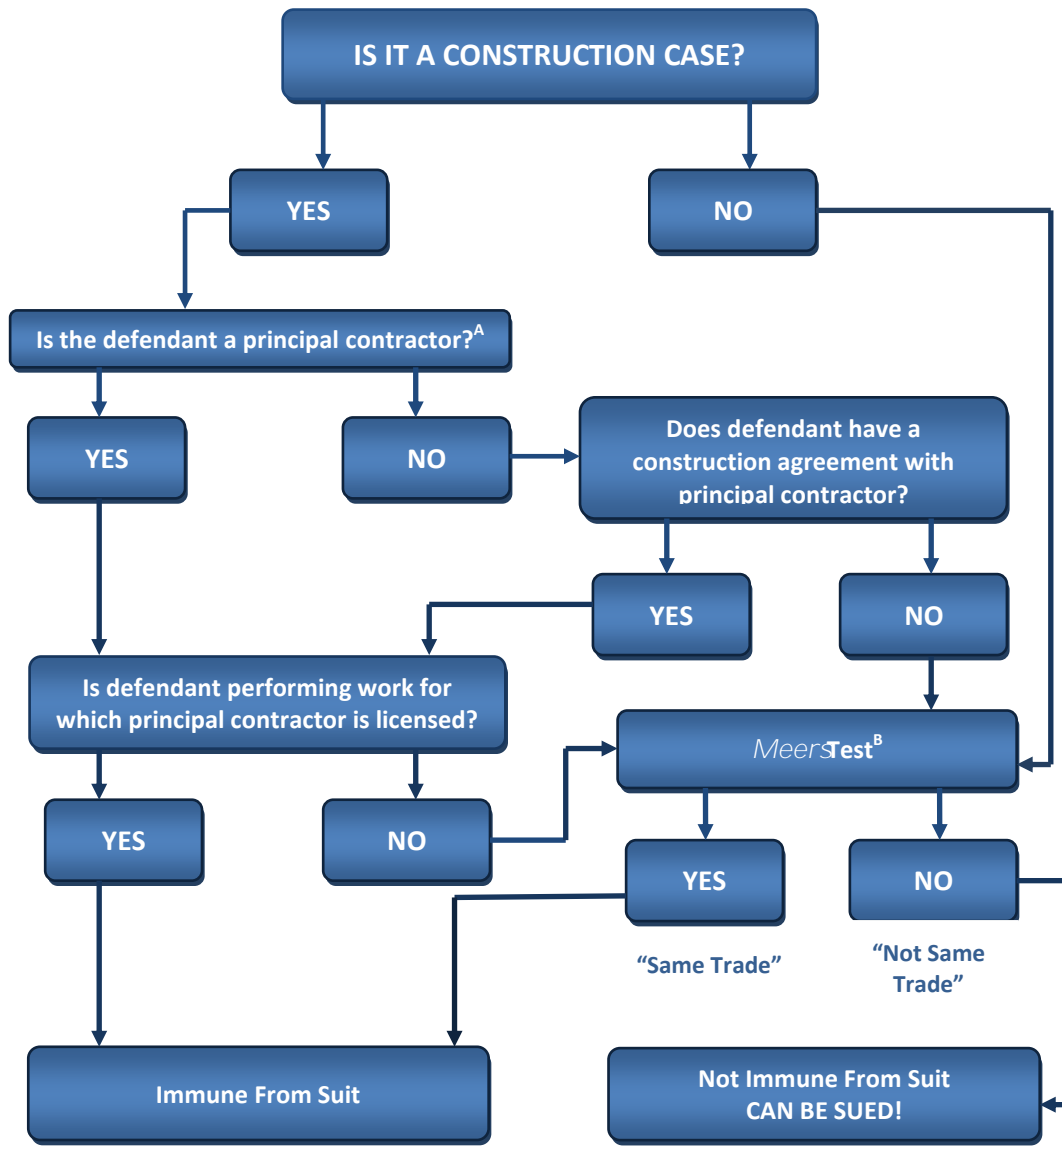 IS IT A CONSTRUCTION CASE?
YES
NO
Is the defendant a principal contractor?A
YES
NO
Does defendant have a
construction agreement with
principal contractor?
YES
NO
Is defendant performing work for
which principal contractor is licensed?
MeersTestB
YES
NO
YES
NO
“Same Trade”
“Not Same
Trade”
Immune From Suit
Not Immune From Suit
CAN BE SUED!